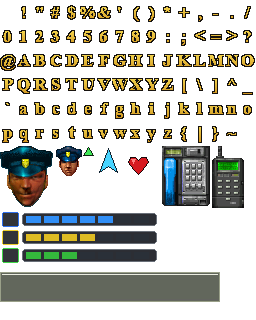 ! " # $ % & ' ( ) * + , - . /
0 1 2 3 4 5 6 7 8 9 : ; < = > ?
@ A B C D E F G H I J K L M N O
P Q R S T U V W X Y Z [ \ ] ^ _
` a b c d e f g h i j k l m n o
p q r s t u v w x y z { | } ~